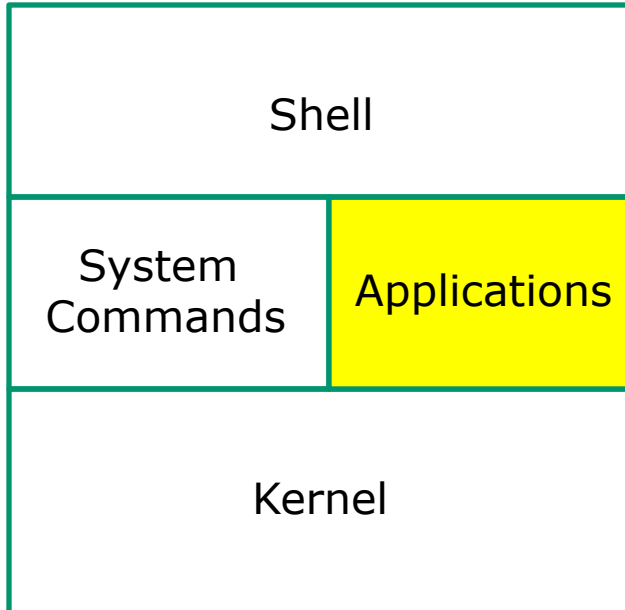 Shell
System
Commands
Applications
Kernel